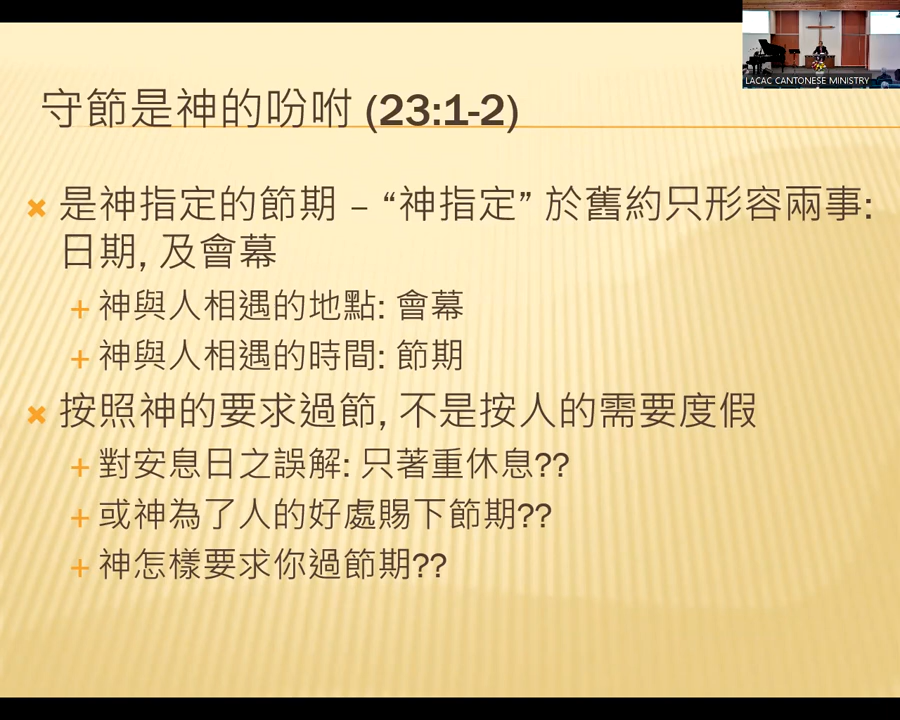 LACAC CANTONESE MINISTRY
守節是神的吩咐 (23:1-2)
是神指定的節期 – “神指定” 於舊約只形容兩事:
日期, 及會幕
神與人相遇的地點: 會幕
神與人相遇的時間: 節期
按照神的要求過節, 不是按人的需要度假
對安息日之誤解: 只著重休息??
或神為了人的好處賜下節期??
神怎樣要求你過節期??